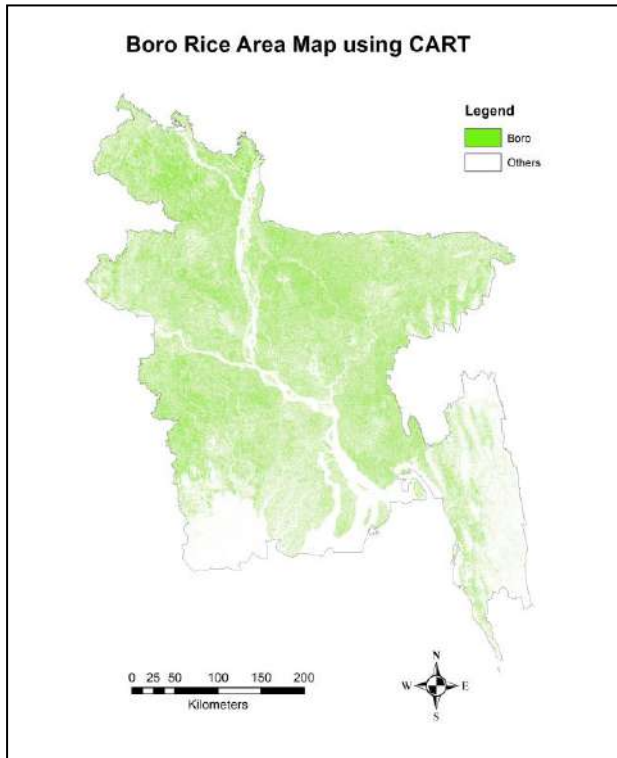 Boro Rice Area Map using CART
Legend
Boro
Others
0 25 50 100 150 200
Kilometers
N
W E
S